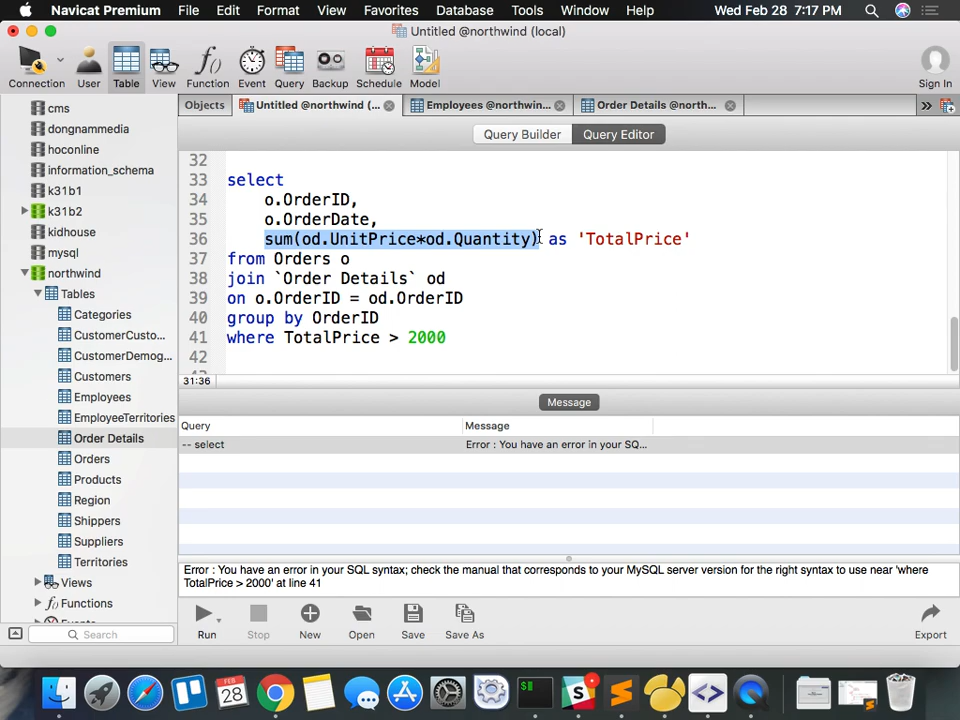 Navicat Premium File Edit Format View Favorites Database Tools Window Help Wed Feb 28 7:17 PM
Untitled @northwind (local)
Connection User Table View Function Event Query Backup Schedule Model Sign In
Objects Untitled @northwind (... Employees @northwin... Order Details @north...
Query Builder Query Editor
cms
dongnammedia
hoconline
information_schema
k31b1
k31b2
kidhouse
mysql
northwind
Tables
Categories
CustomerCusto...
CustomerDemog...
Customers
Employees
EmployeeTerritories
Order Details
Orders
Products
Region
Shippers
Suppliers
Territories
Views
Functions
Search
32
33 select
34 o.OrderID,
35 o.OrderDate,
36 sum(od.UnitPrice*od.Quantity) as 'TotalPrice'
37 from Orders o
38 join `Order Details` od
39 on o.OrderID = od.OrderID
40 group by OrderID
41 where TotalPrice > 2000
42
31:36
Message
Query Message
-- select Error : You have an error in your SQ...
Error : You have an error in your SQL syntax; check the manual that corresponds to your MySQL server version for the right syntax to use near 'where
TotalPrice > 2000' at line 41
Run Stop New Open Save Save As Export
FEB
28